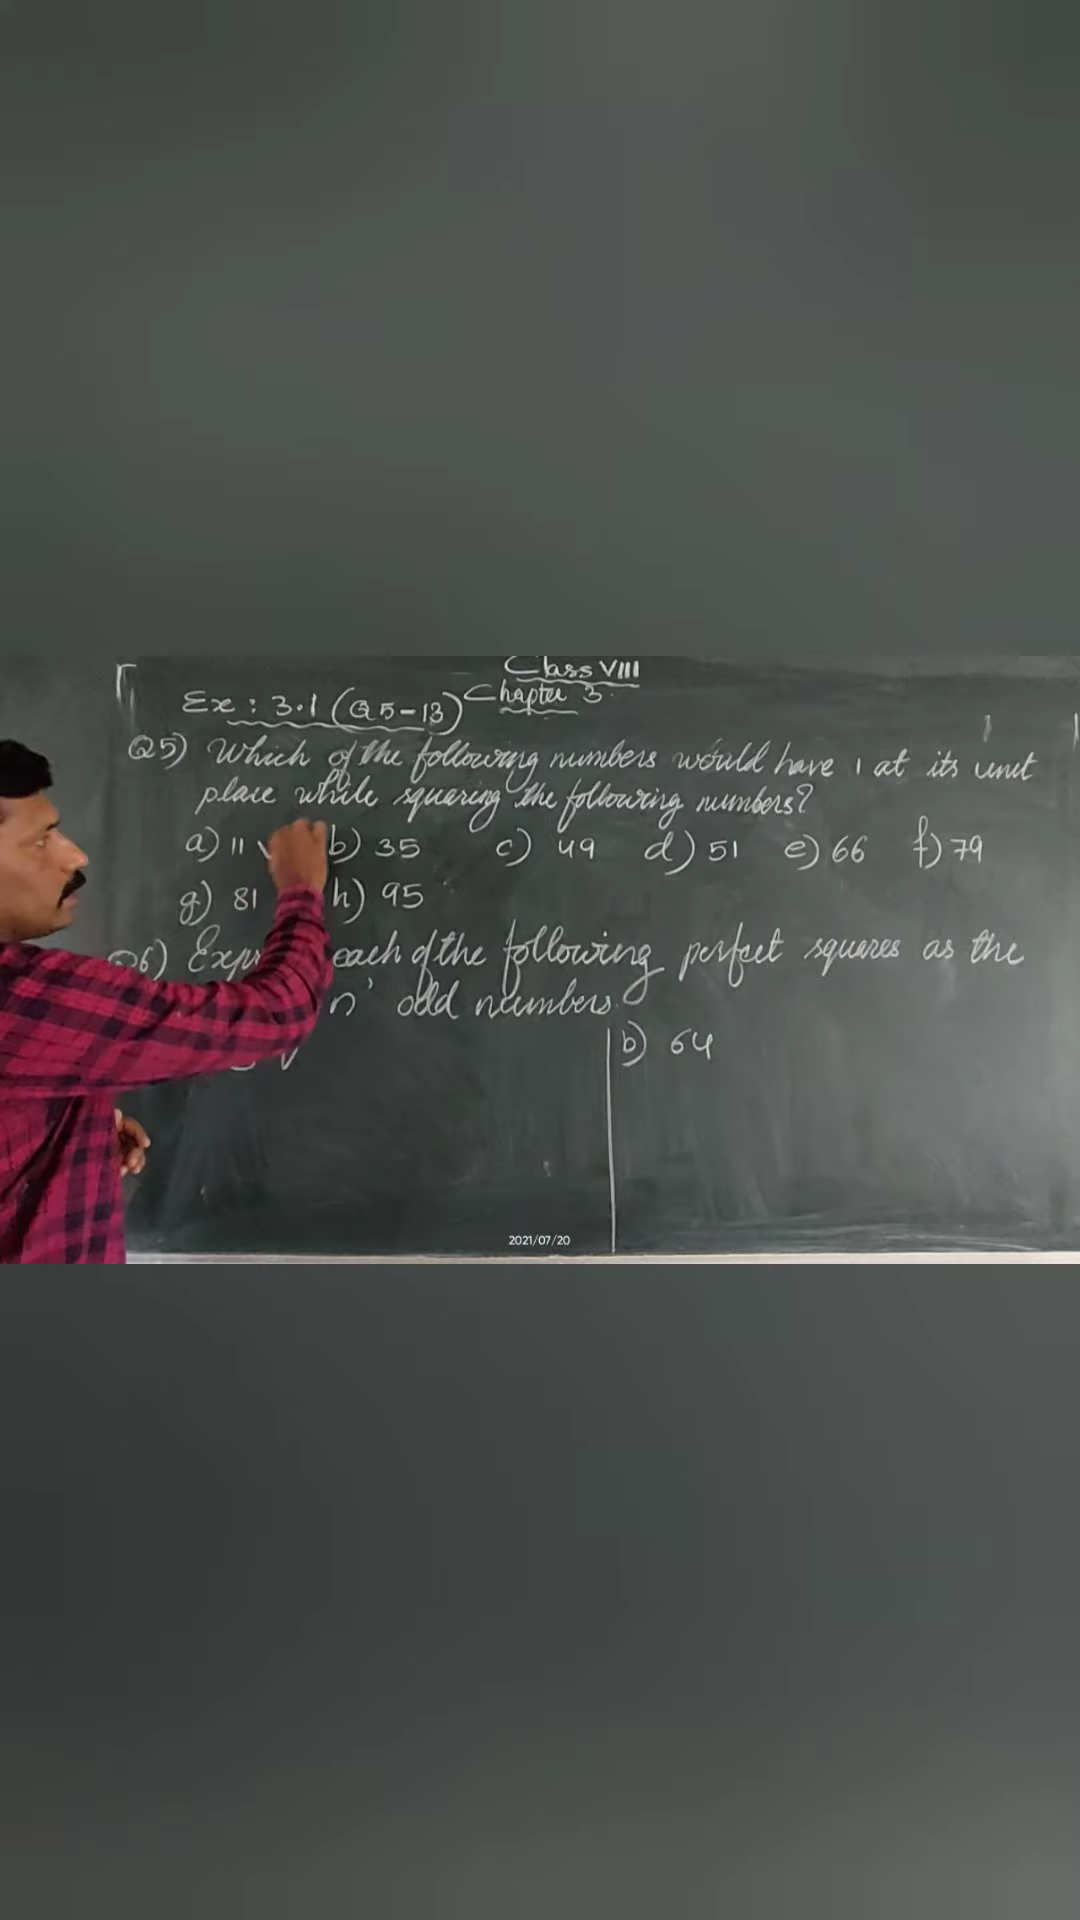 Class VIII
Chapter 3
Ex: 3.1 (Q5-13)
Q5) Which of the following numbers would have 1 at its unit
place while squaring the following numbers?
a) 11 b) 35 c) 49 d) 51 e) 66 f) 79
g) 81 h) 95
Q6) each of the following perfect squares as the
n' odd numbers.
b) 64
2021/07/20